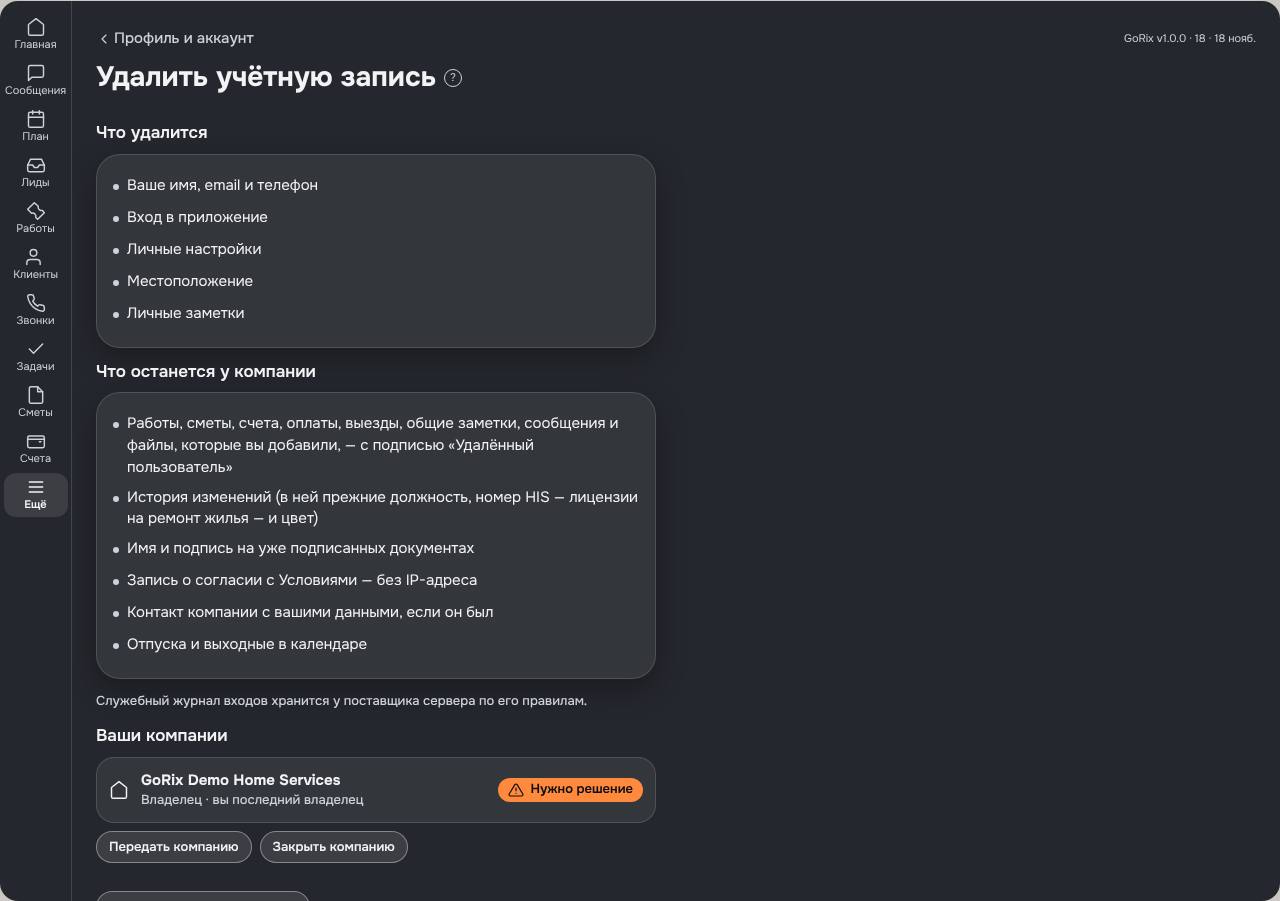 Главная
Сообщения
План
Лиды
Работы
Клиенты
Звонки
Задачи
Сметы
Счета
Ещё
Профиль и аккаунт
GoRix v1.0.0 · 18 · 18 нояб.
Удалить учётную запись ?
Что удалится
Ваше имя, email и телефон
Вход в приложение
Личные настройки
Местоположение
Личные заметки
Что останется у компании
Работы, сметы, счета, оплаты, выезды, общие заметки, сообщения и
файлы, которые вы добавили, — с подписью «Удалённый
пользователь»
История изменений (в ней прежние должность, номер HIS — лицензии
на ремонт жилья — и цвет)
Имя и подпись на уже подписанных документах
Запись о согласии с Условиями — без IP-адреса
Контакт компании с вашими данными, если он был
Отпуска и выходные в календаре
Служебный журнал входов хранится у поставщика сервера по его правилам.
Ваши компании
GoRix Demo Home Services
Владелец · вы последний владелец
Нужно решение
Передать компанию
Закрыть компанию